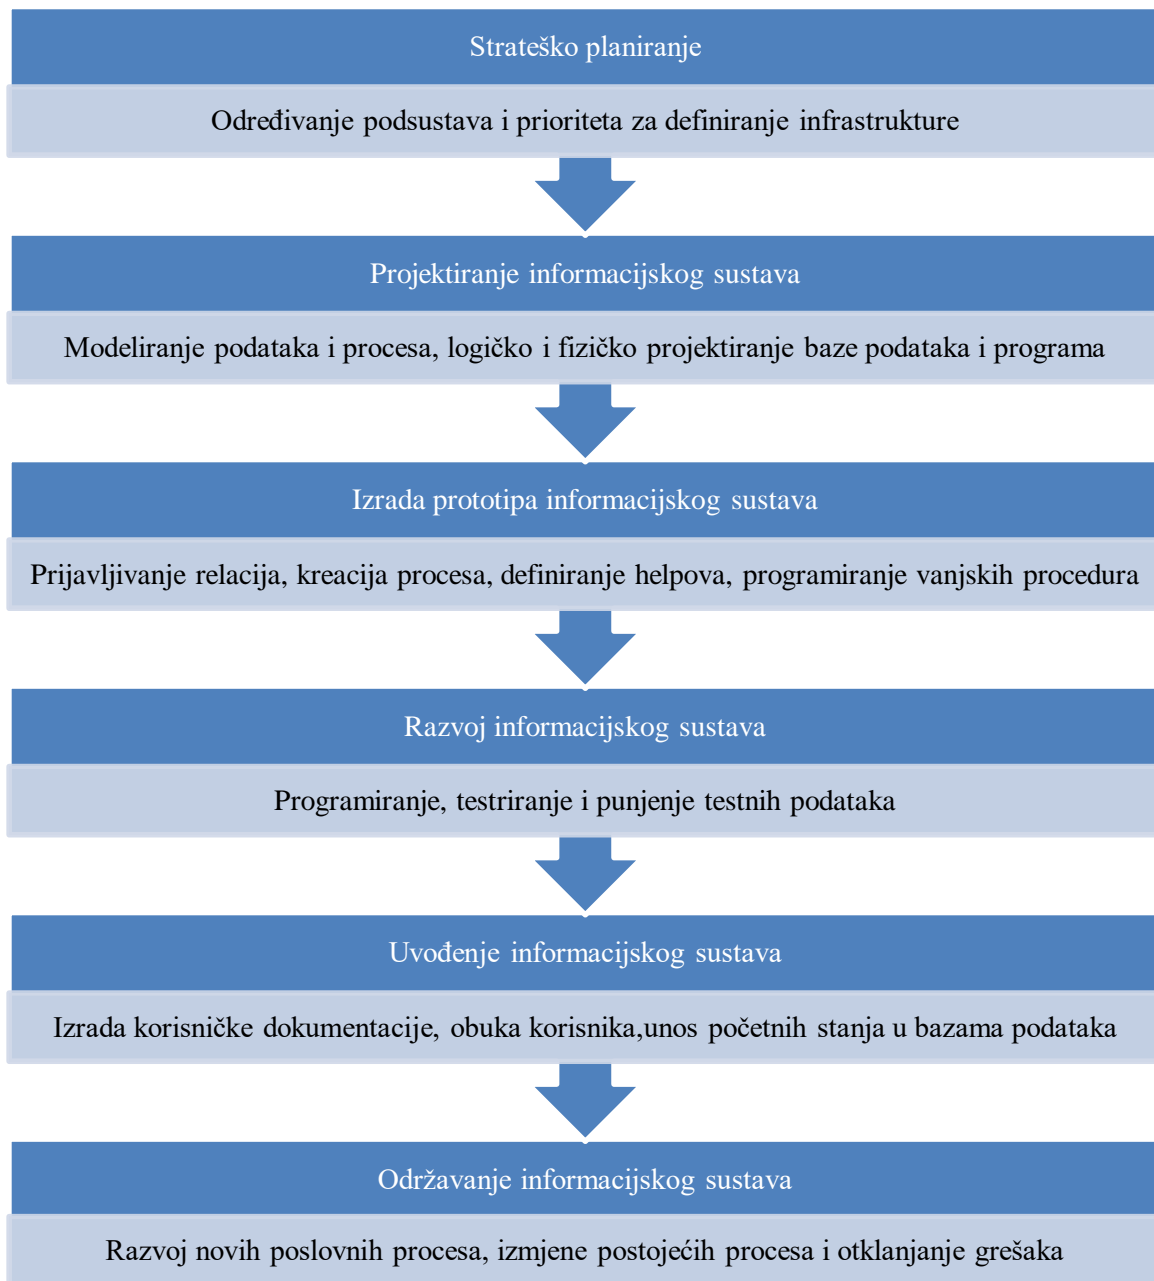 Strateško planiranje
Određivanje podsustava i prioriteta za definiranje infrastrukture
Projektiranje informacijskog sustava
Modeliranje podataka i procesa, logičko i fizičko projektiranje baze podataka i programa
Izrada prototipa informacijskog sustava
Prijavljivanje relacija, kreacija procesa, definiranje helpova, programiranje vanjskih procedura
Razvoj informacijskog sustava
Programiranje, testriranje i punjenje testnih podataka
Uvođenje informacijskog sustava
Izrada korisničke dokumentacije, obuka korisnika,unos početnih stanja u bazama podataka
Održavanje informacijskog sustava
Razvoj novih poslovnih procesa, izmjene postojećih procesa i otklanjanje grešaka